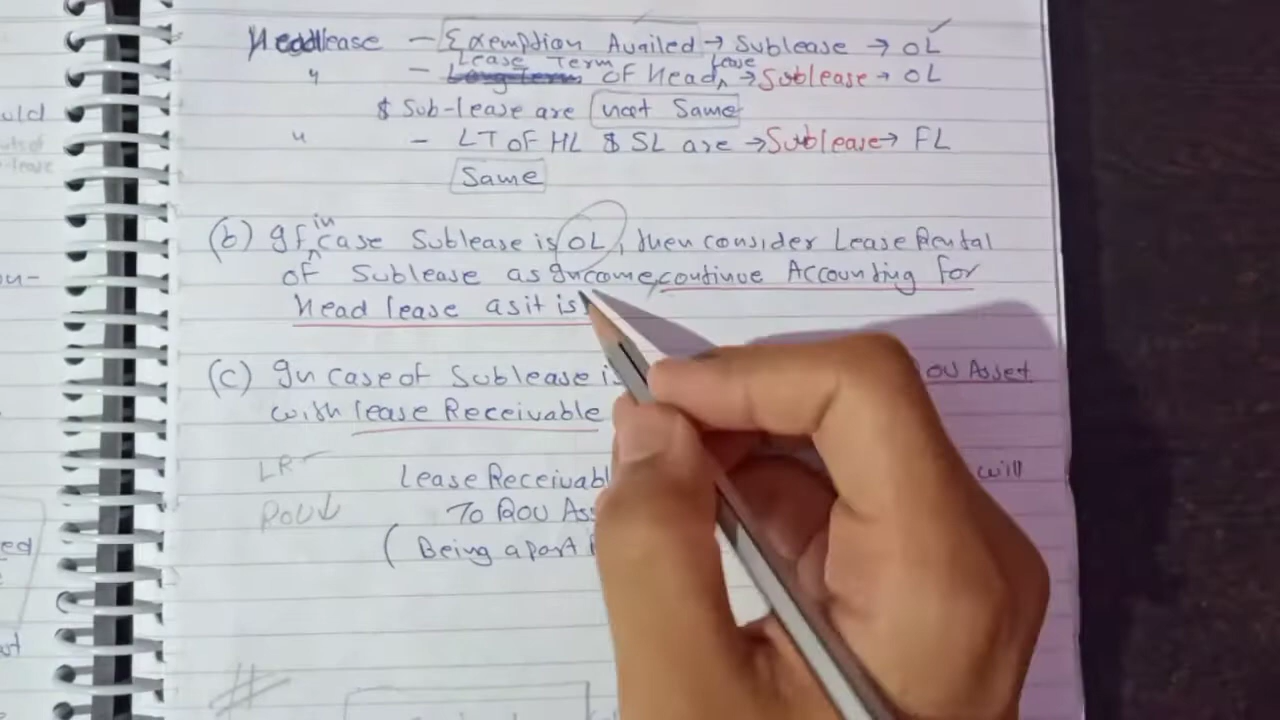 Headlease - Exemption Availed → Sublease → OL
" - Lease Term of Head Lease → Sublease → OL
& Sub-lease are not Same
" - LT OF HL & SL are → Sublease → FL
Same
(b) If in case Sublease is OL, then consider Lease Rental
of Sublease as Income, continue Accounting for
Head lease as it is
(c) In case of Sublease is
ou Asset
with lease Receivable
LR
Lease Receivabl
will
ROU↓
To ROU Ass
(Being a part
#